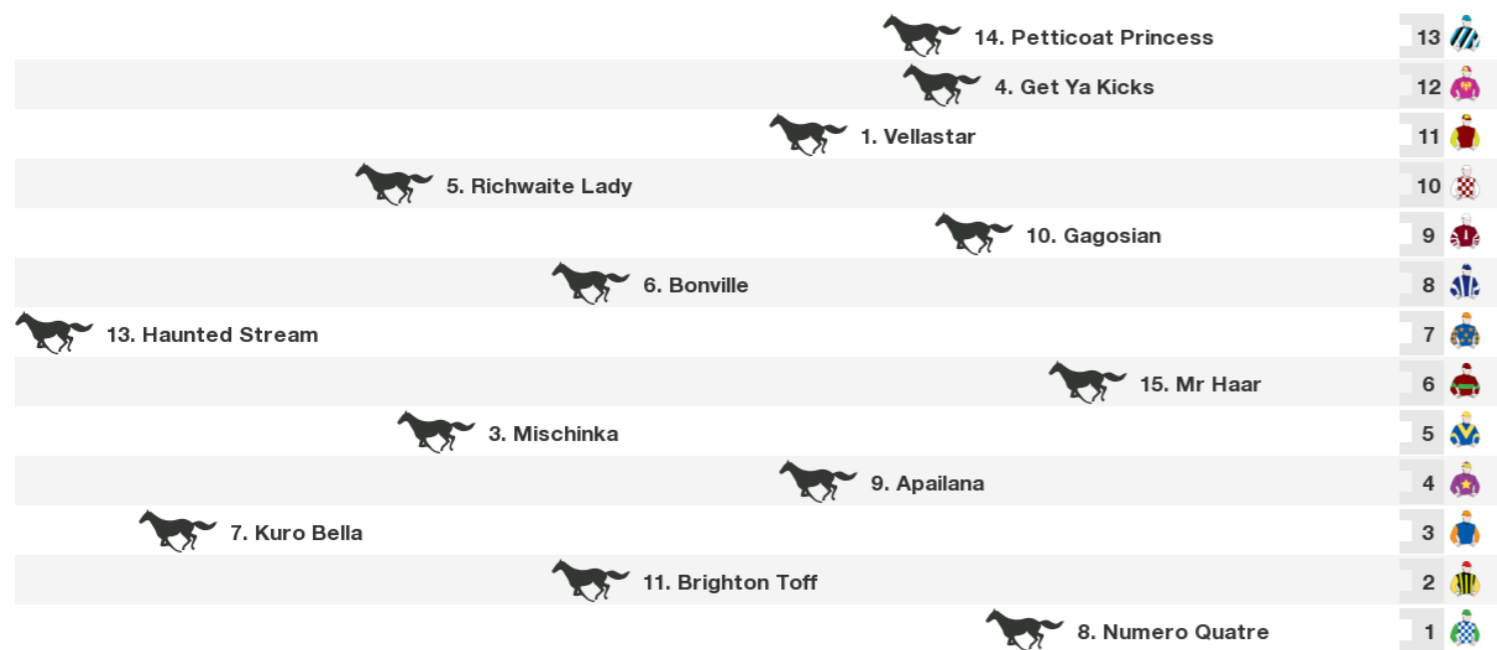 14. Petticoat Princess 13
4. Get Ya Kicks 12
1. Vellastar 11
5. Richwaite Lady 10
10. Gagosian 9
6. Bonville 8
13. Haunted Stream 7
15. Mr Haar 6
3. Mischinka 5
9. Apailana 4
7. Kuro Bella 3
11. Brighton Toff 2
8. Numero Quatre 1